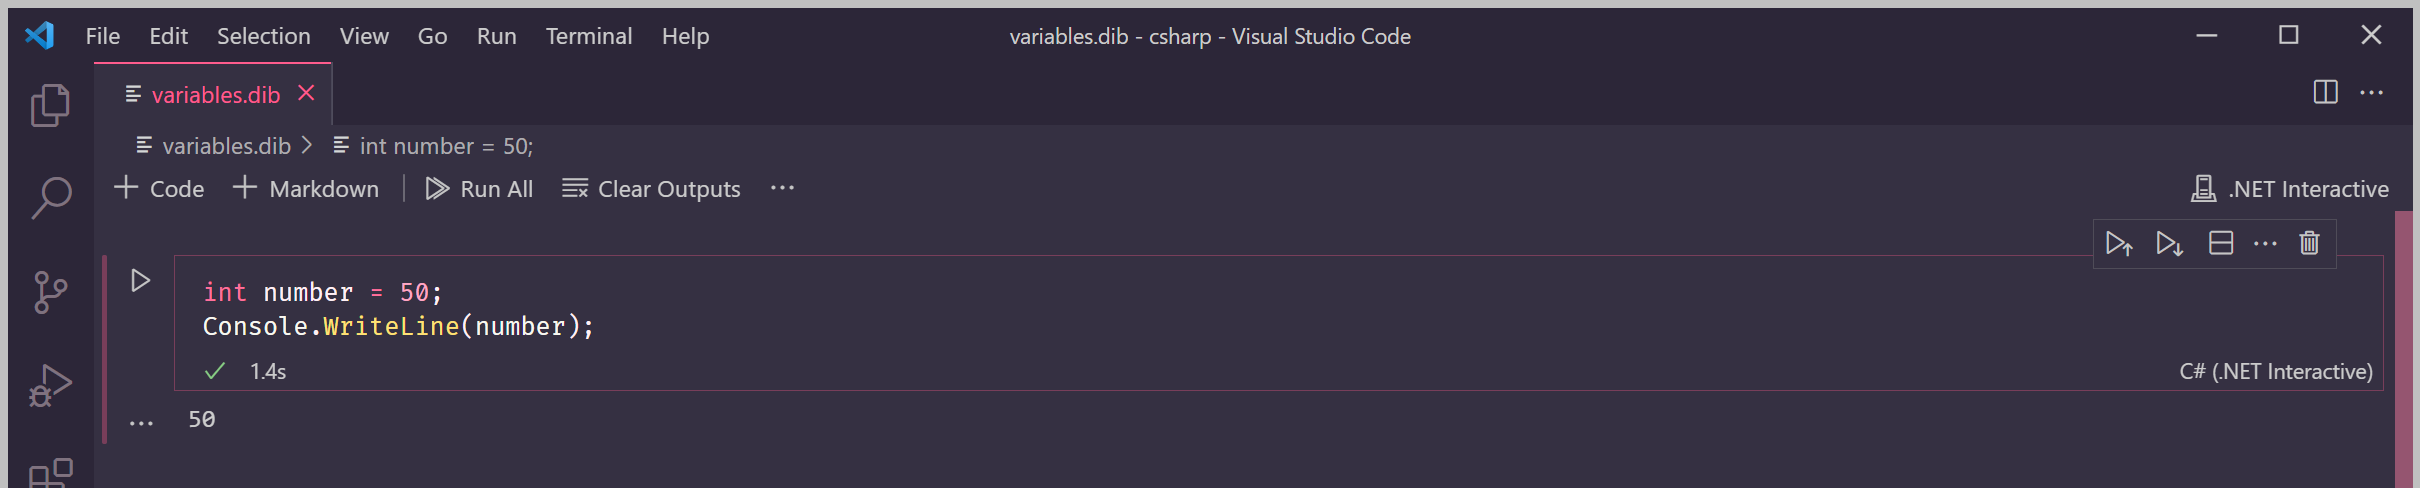 File Edit Selection View Go Run Terminal Help variables.dib - csharp - Visual Studio Code
variables.dib
variables.dib int number = 50;
Code Markdown Run All Clear Outputs ... .NET Interactive
int number = 50;
Console.WriteLine(number);
1.4s C# (.NET Interactive)
50